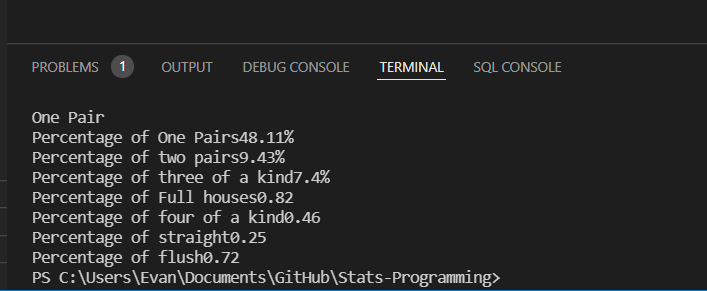 PROBLEMS 1 OUTPUT DEBUG CONSOLE TERMINAL SQL CONSOLE
One Pair
Percentage of One Pairs48.11%
Percentage of two pairs9.43%
Percentage of three of a kind7.4%
Percentage of Full houses0.82
Percentage of four of a kind0.46
Percentage of straight0.25
Percentage of flush0.72
PS C:\Users\Evan\Documents\GitHub\Stats-Programming>